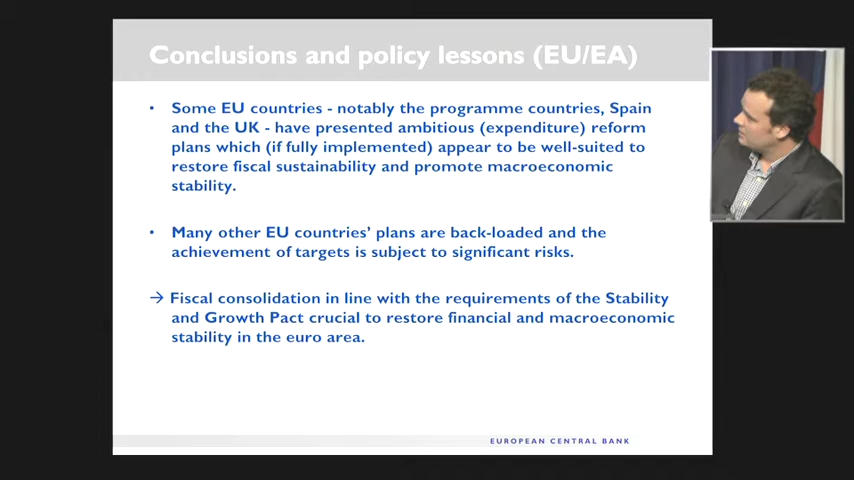 Conclusions and policy lessons (EU/EA)
• Some EU countries - notably the programme countries, Spain
and the UK - have presented ambitious (expenditure) reform
plans which (if fully implemented) appear to be well-suited to
restore fiscal sustainability and promote macroeconomic
stability.
• Many other EU countries' plans are back-loaded and the
achievement of targets is subject to significant risks.
→ Fiscal consolidation in line with the requirements of the Stability
and Growth Pact crucial to restore financial and macroeconomic
stability in the euro area.
EUROPEAN CENTRAL BANK